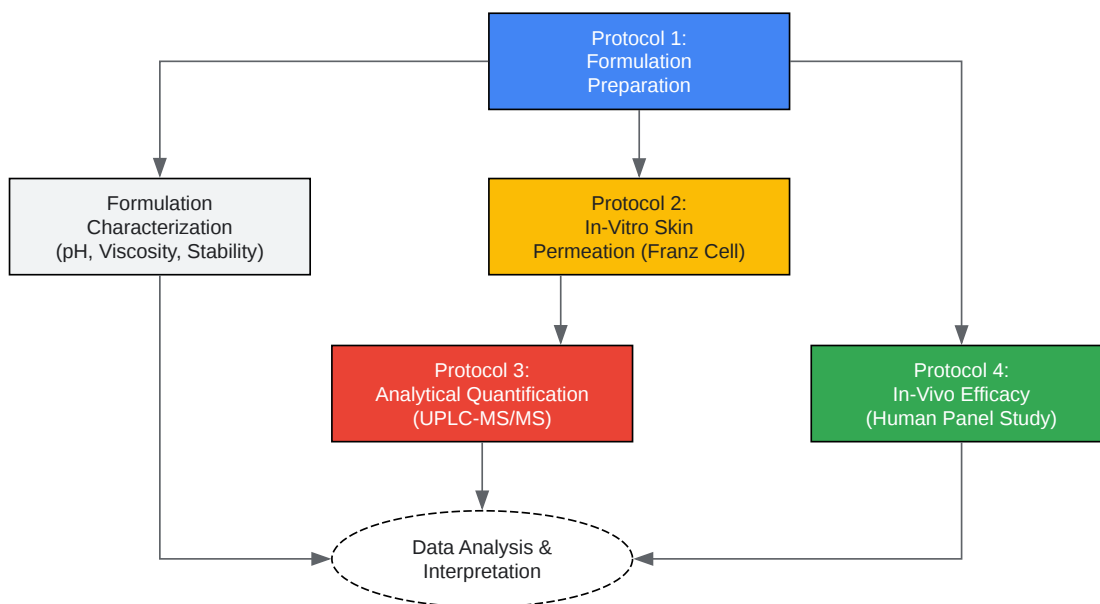 Protocol 1:
Formulation
Preparation
Formulation
Characterization
(pH, Viscosity, Stability)
Protocol 2:
In-Vitro Skin
Permeation (Franz Cell)
Protocol 3:
Analytical Quantification
(UPLC-MS/MS)
Protocol 4:
In-Vivo Efficacy
(Human Panel Study)
Data Analysis &
Interpretation